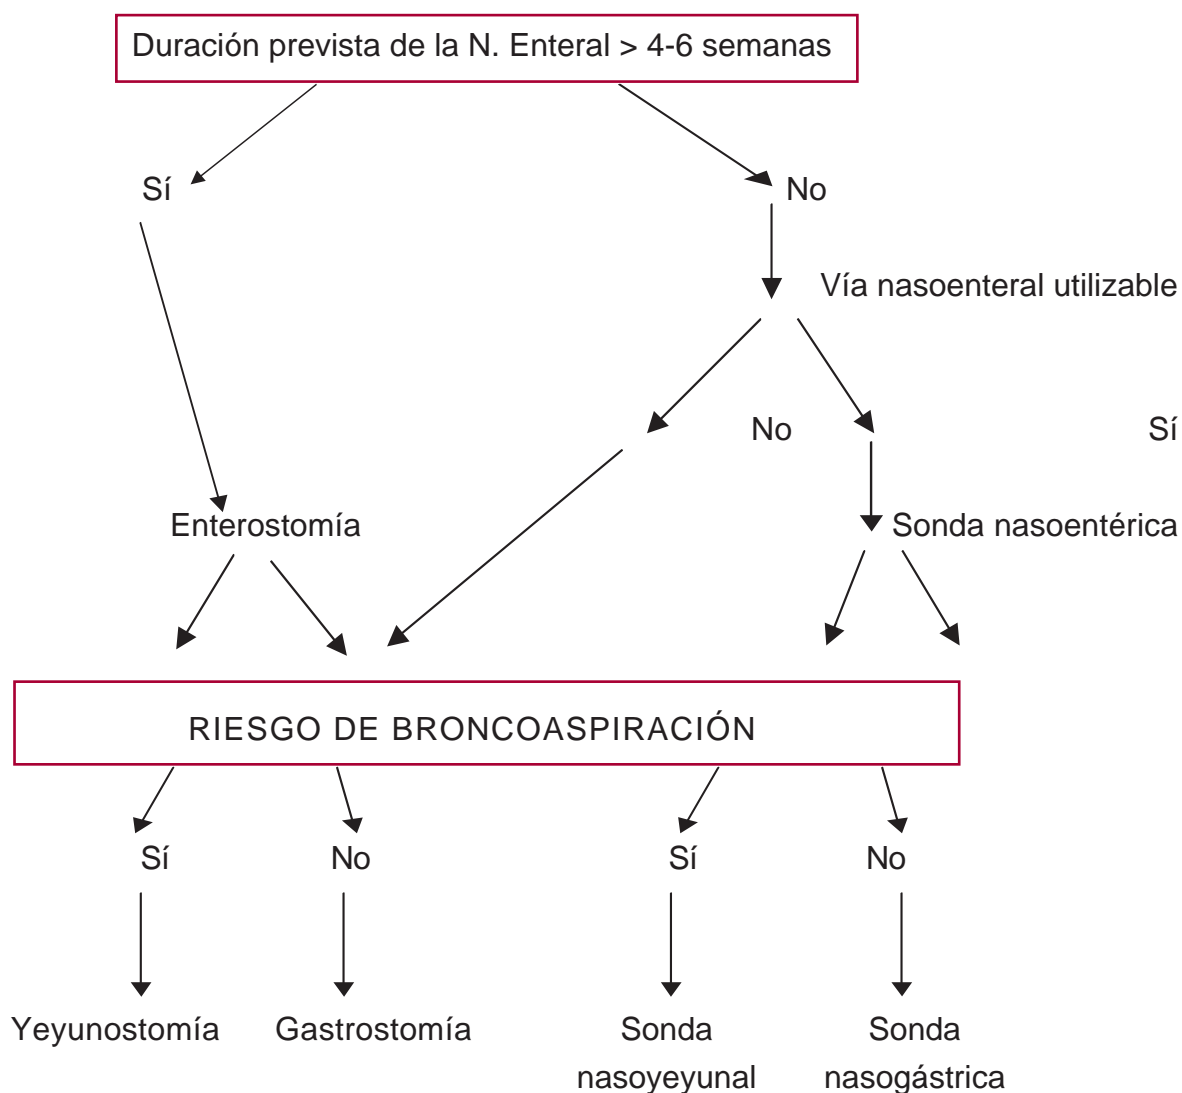 Duración prevista de la N. Enteral > 4-6 semanas
Sí
No
Vía nasoenteral utilizable
No
Sí
Enterostomía
Sonda nasoentérica
RIESGO DE BRONCOASPIRACIÓN
Sí
No
Sí
No
Yeyunostomía
Gastrostomía
Sonda
nasoyeyunal
Sonda
nasogástrica